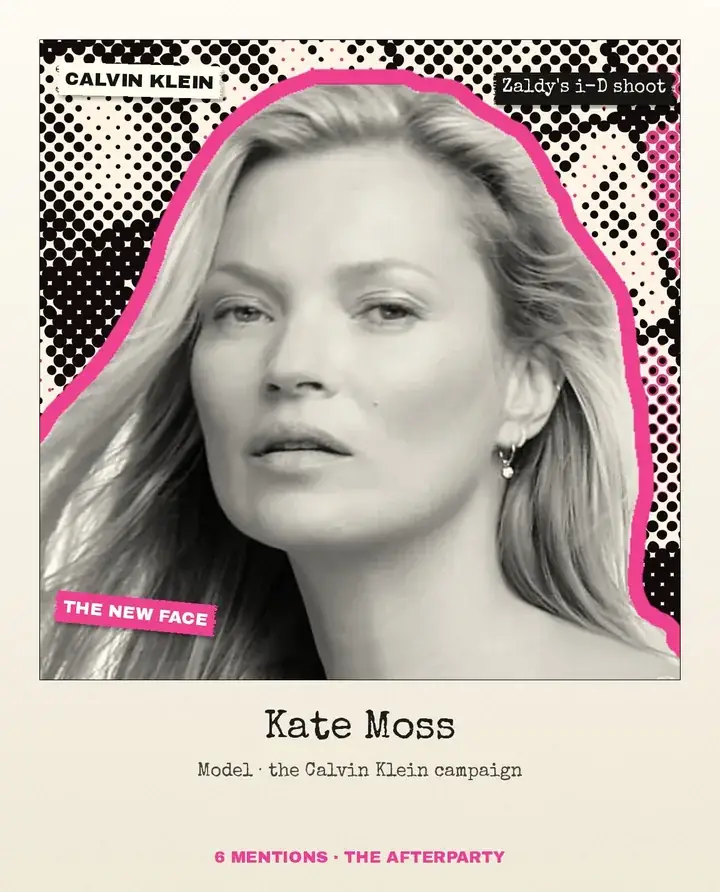 CALVIN KLEIN
Zaldy's i-D shoot
THE NEW FACE
Kate Moss
Model · the Calvin Klein campaign
6 MENTIONS · THE AFTERPARTY